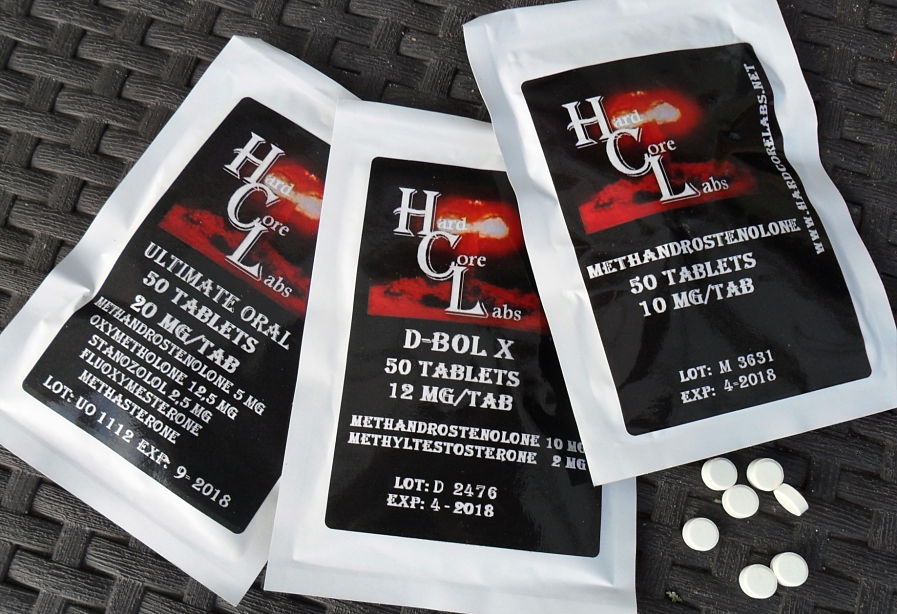 Hard
Core
Labs
ULTIMATE ORAL
50 TABLETS
20 MG/TAB
METHANDROSTENOLONE 5 MG
OXYMETHOLONE 12,5 MG
STANOZOLOL 2,5 MG
FLUOXYMESTERONE
METHASTERONE
LOT: UO 1112 EXP: 9-2018
Hard
Core
Labs
D-BOL X
50 TABLETS
12 MG/TAB
METHANDROSTENOLONE 10 MG
METHYLTESTOSTERONE 2 MG
LOT: D 2476
EXP: 4-2018
Hard
Core
Labs
WWW.HARDCORELABS.NET
METHANDROSTENOLONE
50 TABLETS
10 MG/TAB
LOT: M 3631
EXP: 4-2018